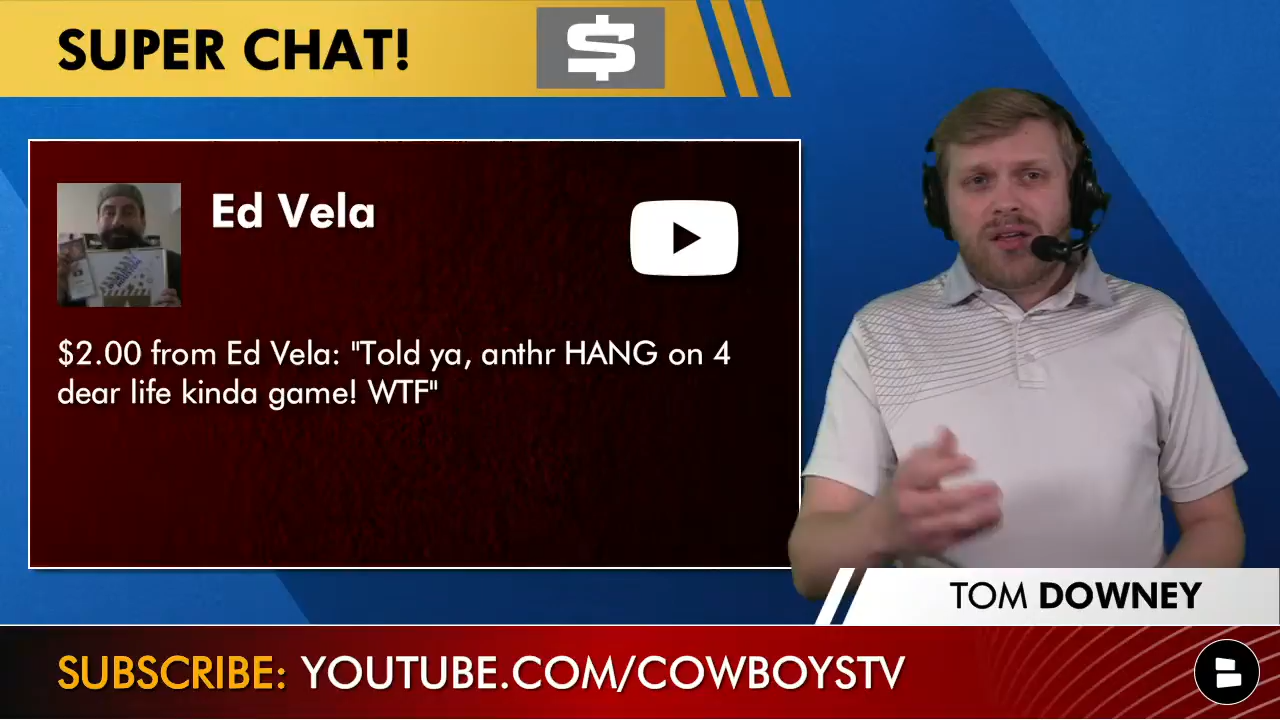 SUPER CHAT!
$
Ed Vela
$2.00 from Ed Vela: "Told ya, anthr HANG on 4
dear life kinda game! WTF"
TOM DOWNEY
SUBSCRIBE: YOUTUBE.COM/COWBOYSTV